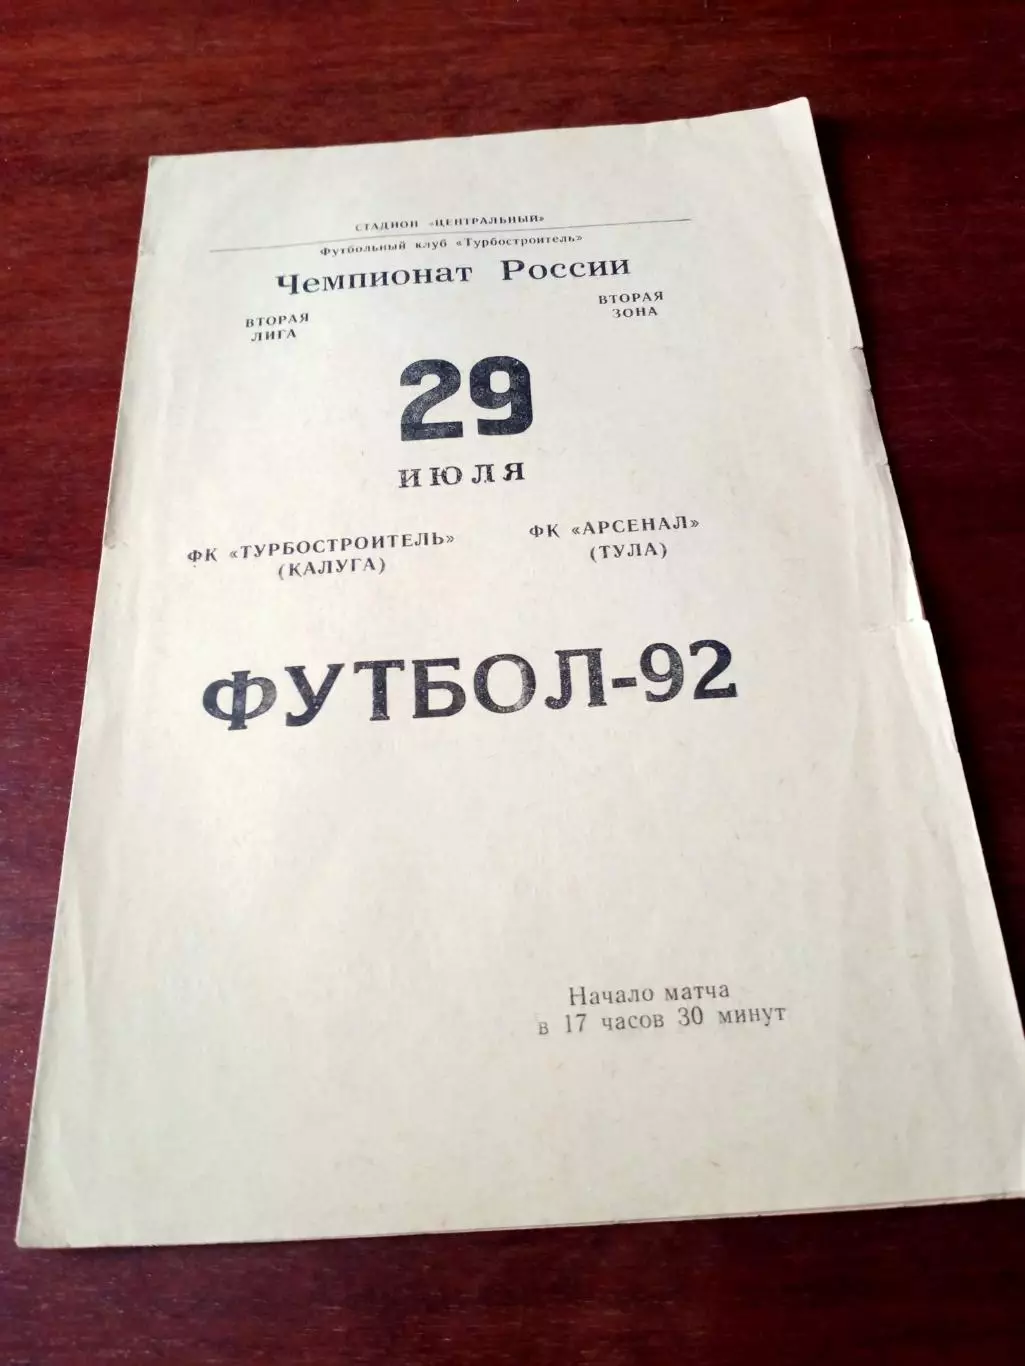 СТАДИОН «ЦЕНТРАЛЬНЫЙ»
Футбольный клуб «Турбостроитель»
Чемпионат России
ВТОРАЯ
ЛИГА
ВТОРАЯ
ЗОНА
29
ИЮЛЯ
ФК «ТУРБОСТРОИТЕЛЬ»
(КАЛУГА)
ФК «АРСЕНАЛ»
(ТУЛА)
ФУТБОЛ-92
Начало матча
в 17 часов 30 минут